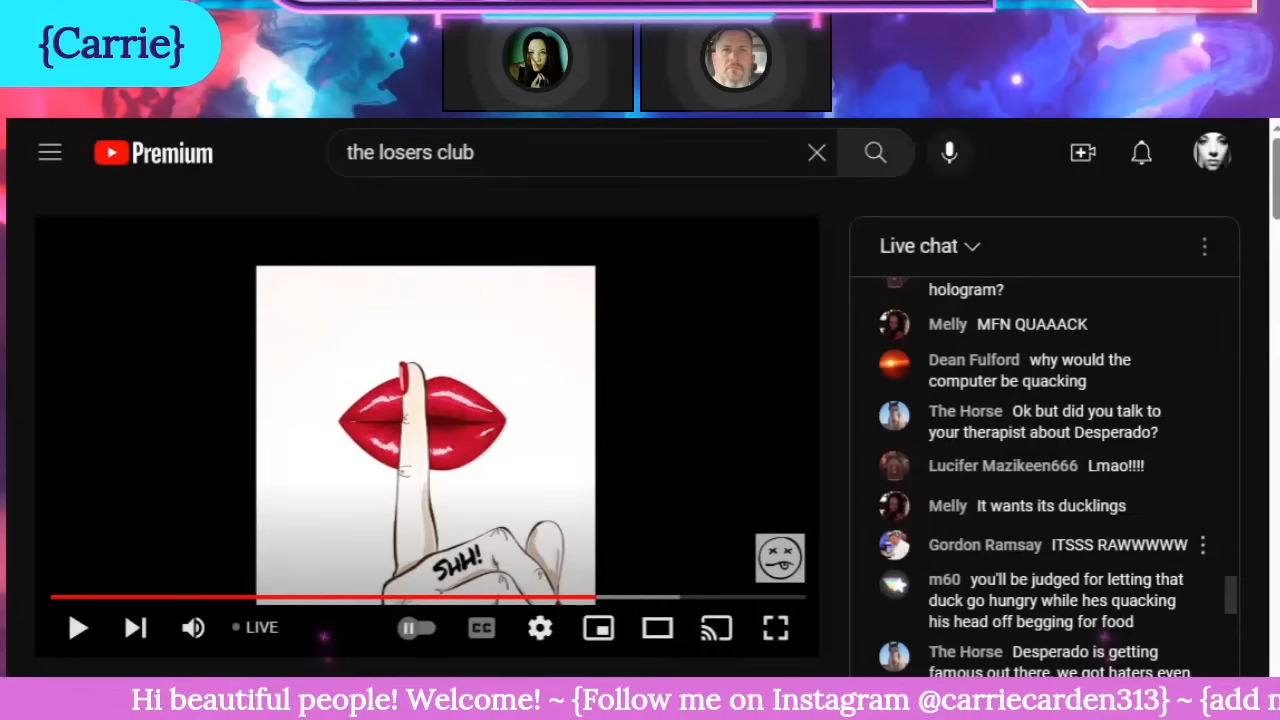 {Carrie}
Premium
the losers club
Live chat
hologram?
Melly MFN QUAAACK
Dean Fulford why would the
computer be quacking
The Horse Ok but did you talk to
your therapist about Desperado?
Lucifer Mazikeen666 Lmao!!!!
Melly It wants its ducklings
Gordon Ramsay ITSSS RAWWWWW
m60 you'll be judged for letting that
duck go hungry while hes quacking
his head off begging for food
The Horse Desperado is getting
famous out there, we got haters even
SHH!
LIVE
CC
Hi beautiful people! Welcome! ~ {Follow me on Instagram @carriecarden313} ~ {add